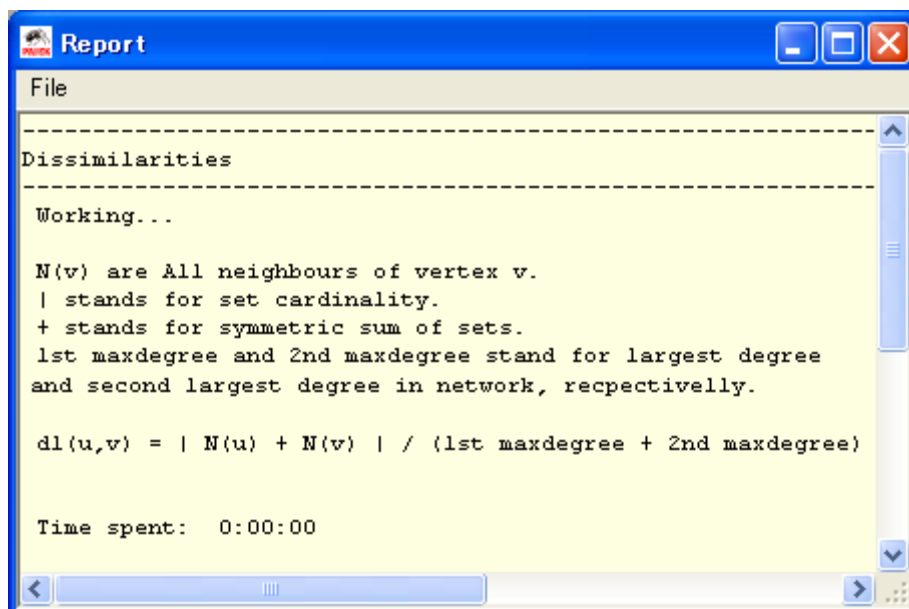 Report
File
------------------------------------------------------------
Dissimilarities
------------------------------------------------------------
Working...
N(v) are All neighbours of vertex v.
| stands for set cardinality.
+ stands for symmetric sum of sets.
1st maxdegree and 2nd maxdegree stand for largest degree
and second largest degree in network, recpectivelly.
d1(u,v) = | N(u) + N(v) | / (1st maxdegree + 2nd maxdegree)
Time spent:  0:00:00